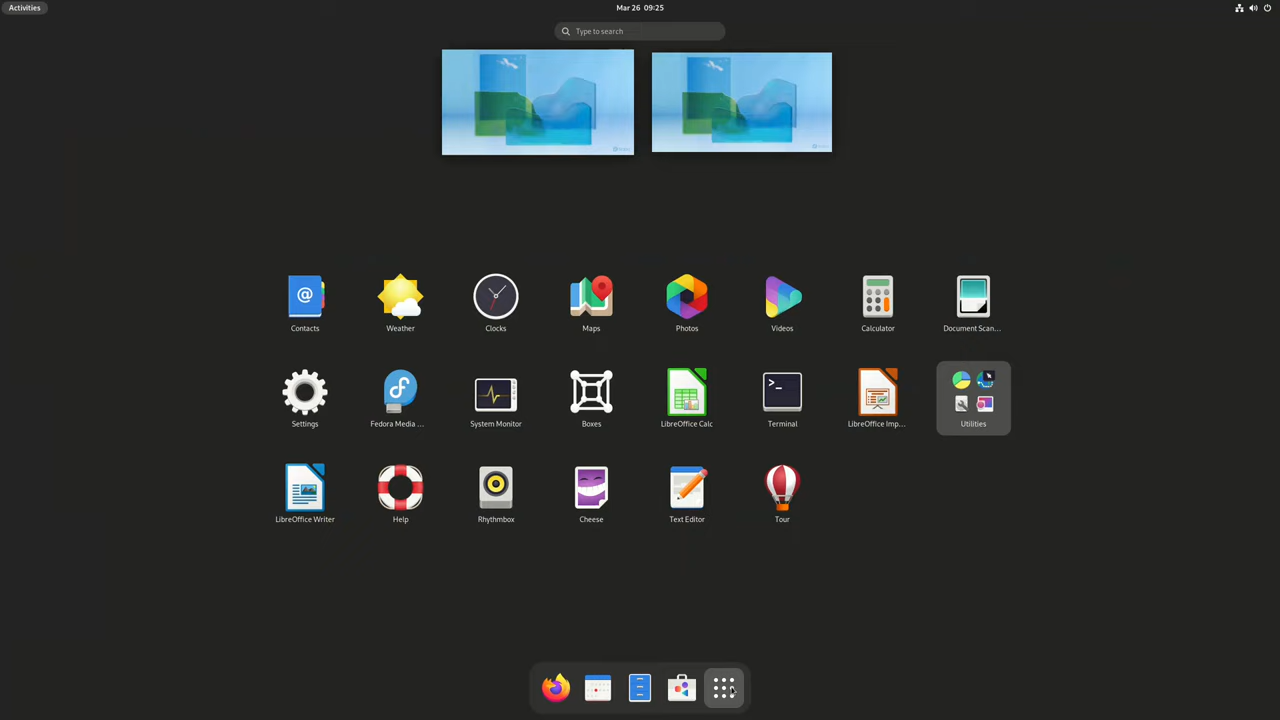 Activities
Mar 26 09:25
Type to search
Contacts
Weather
Clocks
Maps
Photos
Videos
Calculator
Document Scan...
Settings
Fedora Media ...
System Monitor
Boxes
LibreOffice Calc
Terminal
LibreOffice Imp...
Utilities
LibreOffice Writer
Help
Rhythmbox
Cheese
Text Editor
Tour